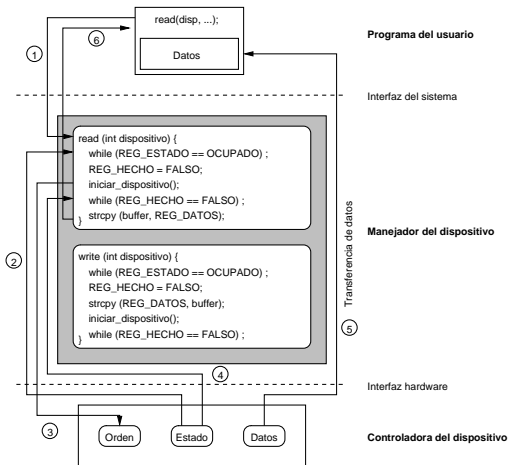 read(disp, ...);
Datos
Programa del usuario
1
6
Interfaz del sistema
read (int dispositivo) {
while (REG_ESTADO == OCUPADO) ;
REG_HECHO = FALSO;
iniciar_dispositivo();
while (REG_HECHO == FALSO) ;
strcpy (buffer, REG_DATOS);
}
write (int dispositivo) {
while (REG_ESTADO == OCUPADO) ;
REG_HECHO = FALSO;
strcpy (REG_DATOS, buffer);
iniciar_dispositivo();
while (REG_HECHO == FALSO) ;
}
Manejador del dispositivo
Transferencia de datos
2
5
4
Interfaz hardware
3
Orden
Estado
Datos
Controladora del dispositivo